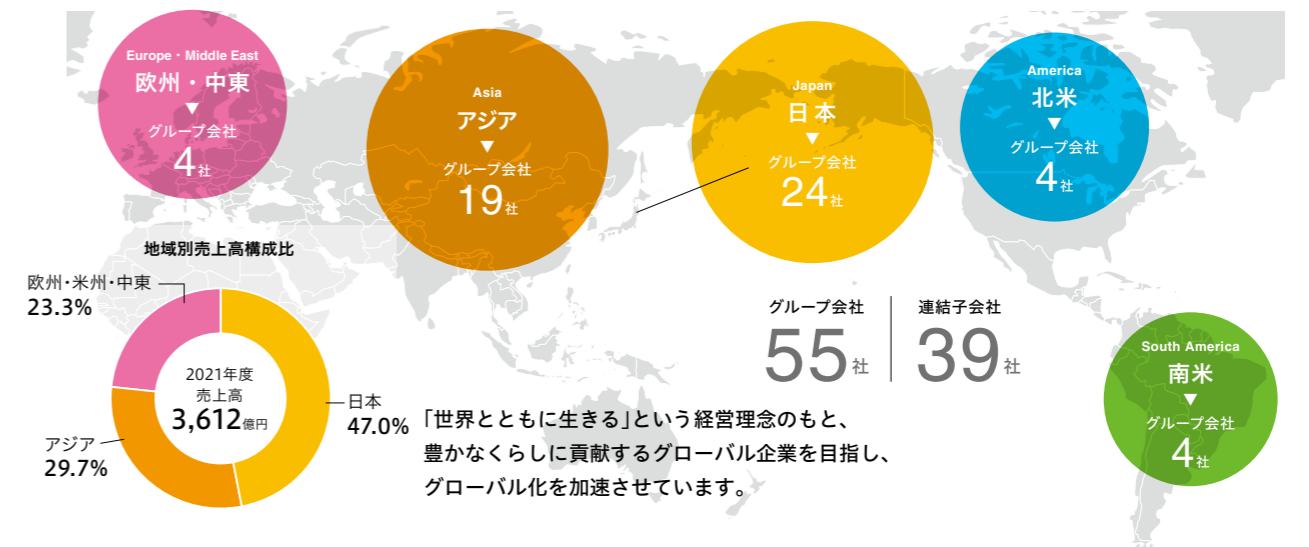 Europe・Middle East
欧州・中東
▼
グループ会社
4社
Asia
アジア
▼
グループ会社
19社
Japan
日本
▼
グループ会社
24社
America
北米
▼
グループ会社
4社
地域別売上高構成比
欧州・米州・中東
23.3%
2021年度
売上高
3,612億円
日本
47.0%
アジア
29.7%
グループ会社
55社
連結子会社
39社
「世界とともに生きる」という経営理念のもと、
豊かなくらしに貢献するグローバル企業を目指し、
グローバル化を加速させています。
South America
南米
▼
グループ会社
4社